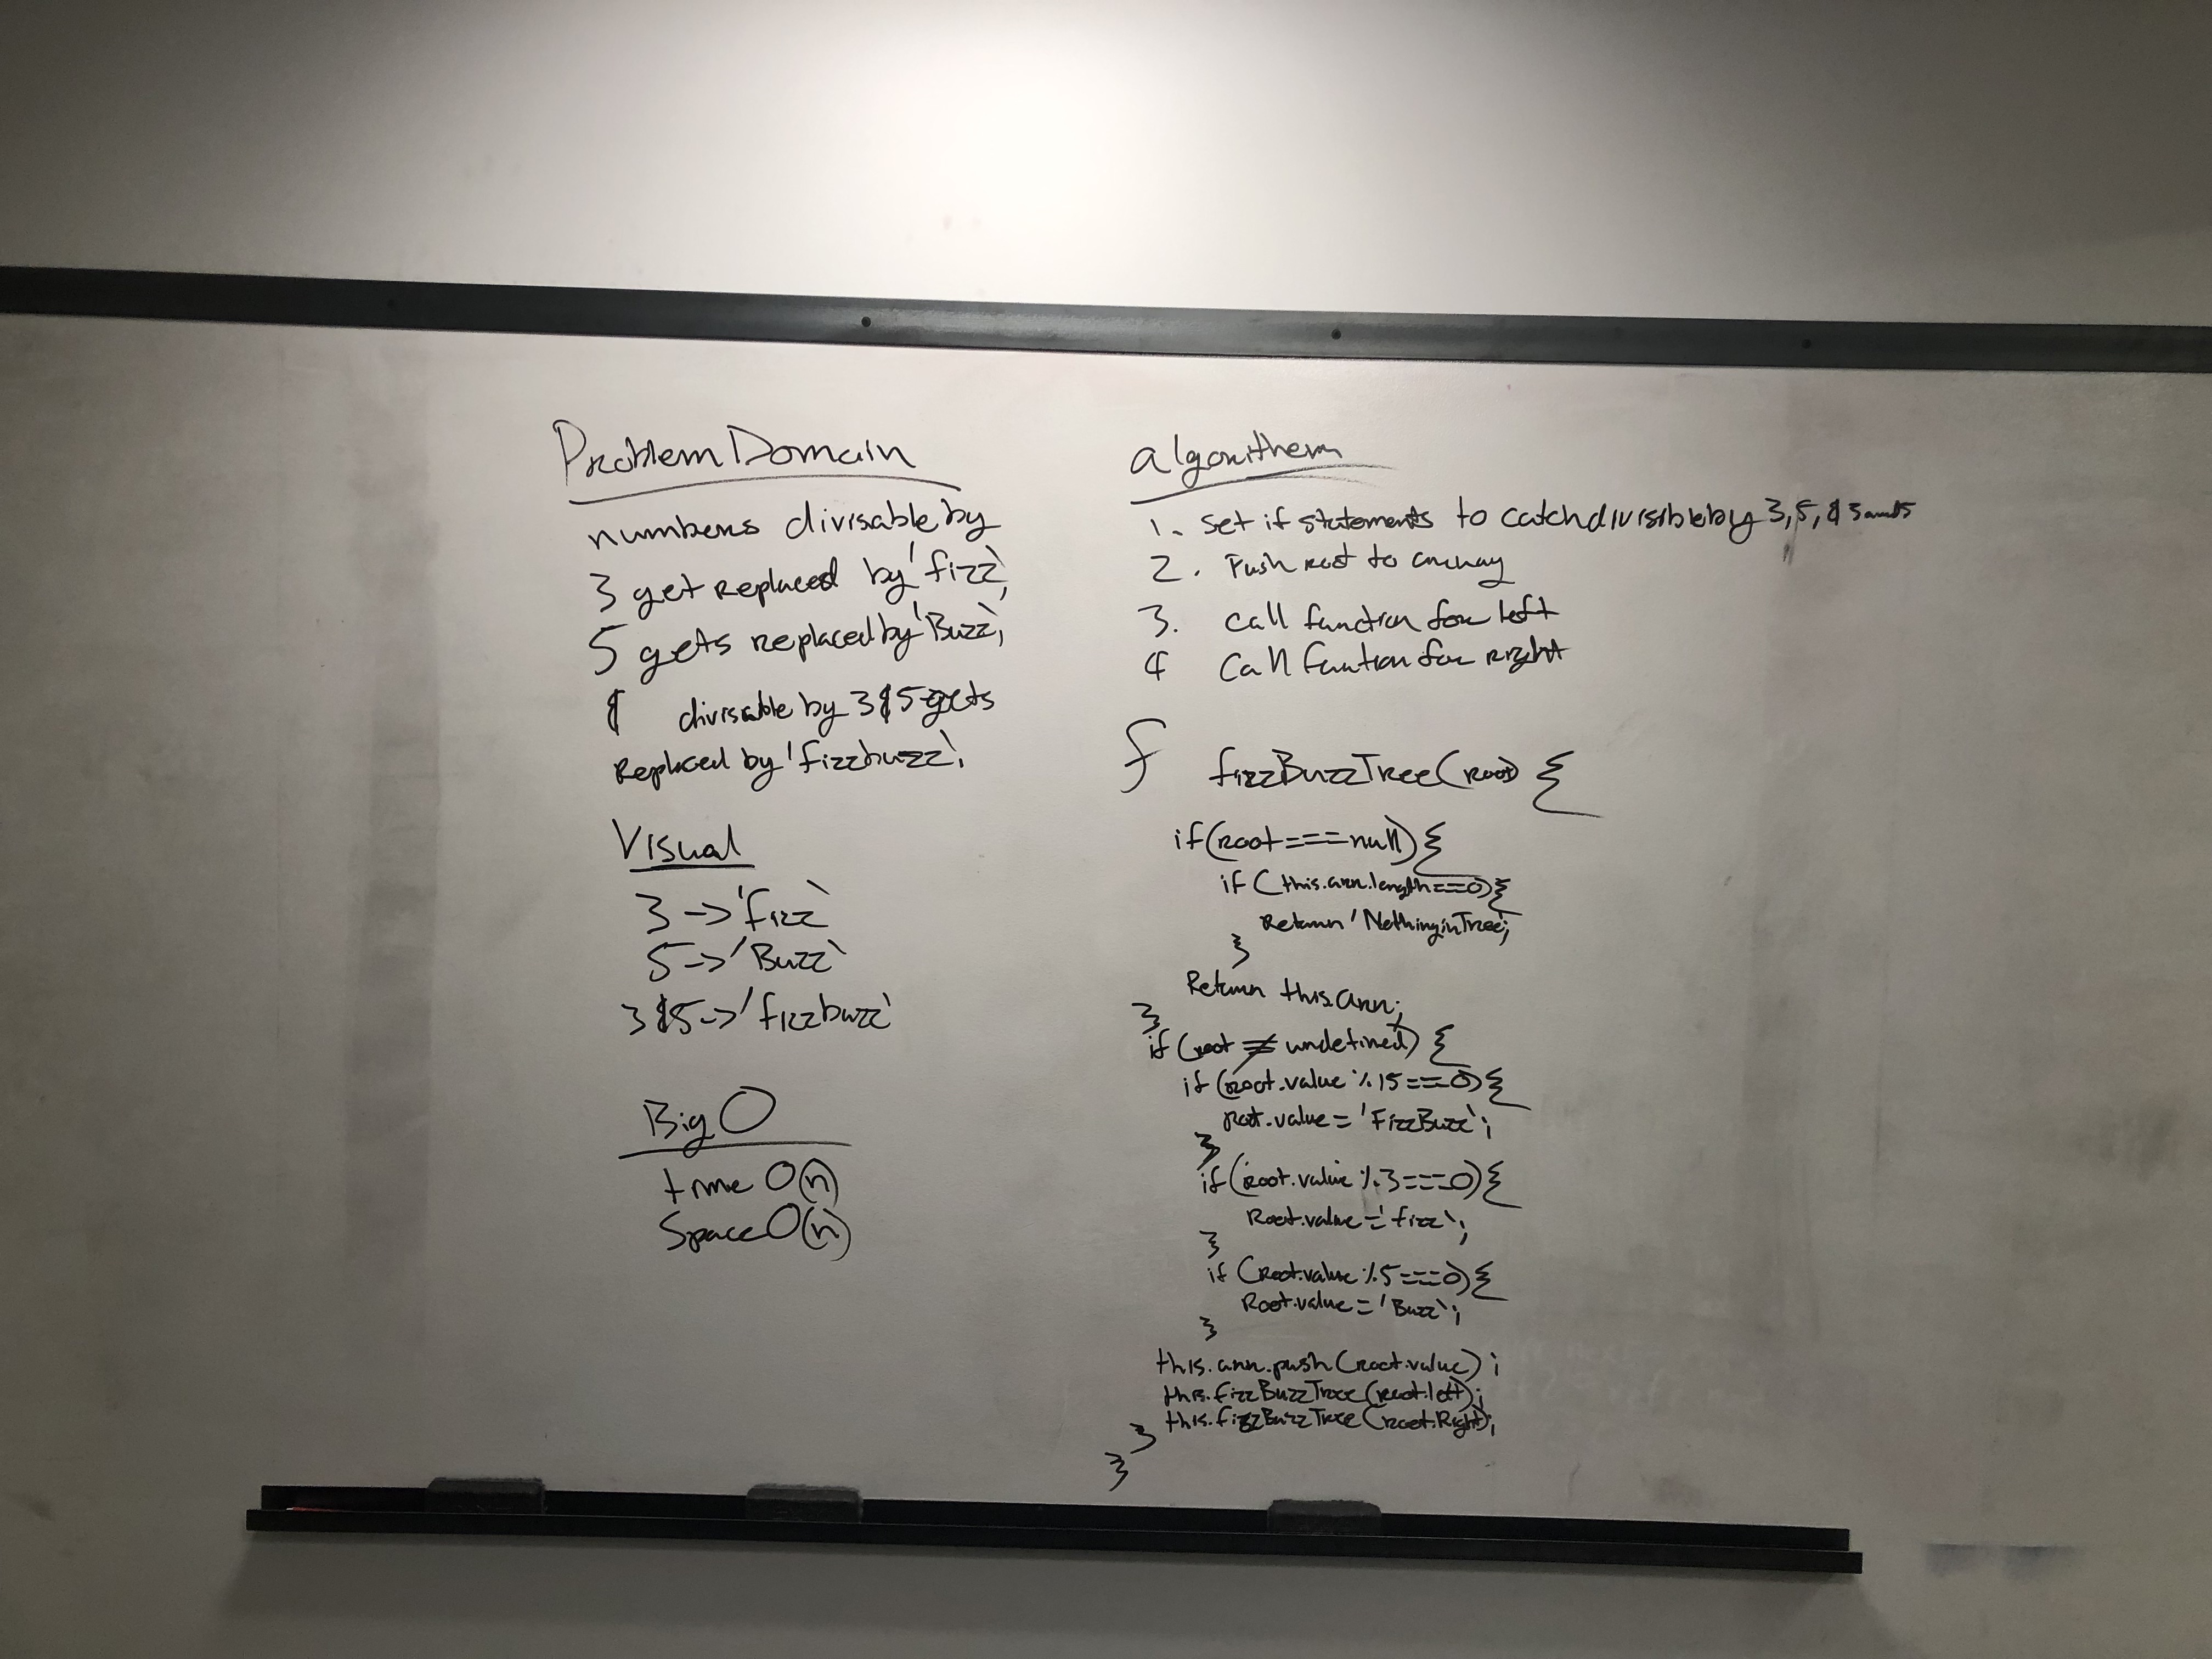 Problem Domain
numbers divisable by
3 get replaced by 'fizz',
5 gets replaced by 'Buzz',
& divisable by 3&5 gets
Replaced by 'fizzbuzz'.
Visual
3 -> 'fizz'
5 -> 'Buzz'
3&5 -> 'fizzbuzz'
Big O
time O(n)
Space O(n)
algorithem
1. Set if statements to catch divisible by 3, 5, & 3 and 5
2. Push root to array
3. Call function for left
4 Call funtion for right
f fizzBuzzTree(root) {
if(root === null) {
if (this.arr.length === 0) {
Return 'Nothing in Tree';
}
Return this.arr;
}
if (root ≠ undefined) {
if (root.value % 15 === 0) {
root.value = 'FizzBuzz';
}
if (root.value % 3 === 0) {
Root.value = 'fizz';
}
if (Root.value % 5 === 0) {
Root.value = 'Buzz';
}
this.arr.push(root.value);
this.fizzBuzzTree(root.left);
this.fizzBuzzTree(root.Right);
}
}